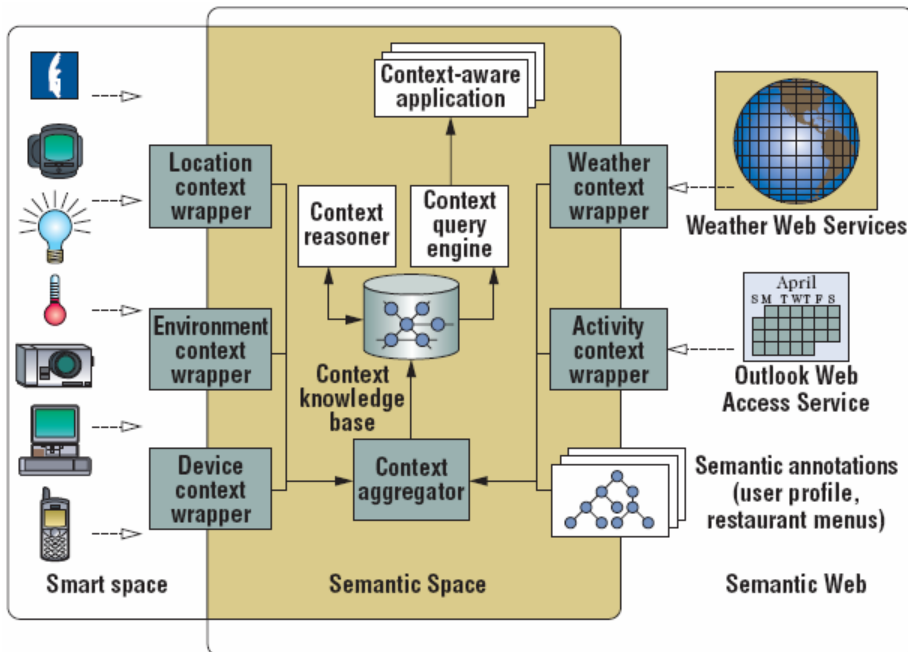 Context-aware
application
Location
context
wrapper
Context
reasoner
Context
query
engine
Weather
context
wrapper
Weather Web Services
Environment
context
wrapper
Context
knowledge
base
Activity
context
wrapper
April
S M T W T F S
Outlook Web
Access Service
Device
context
wrapper
Context
aggregator
Semantic annotations
(user profile,
restaurant menus)
Smart space
Semantic Space
Semantic Web